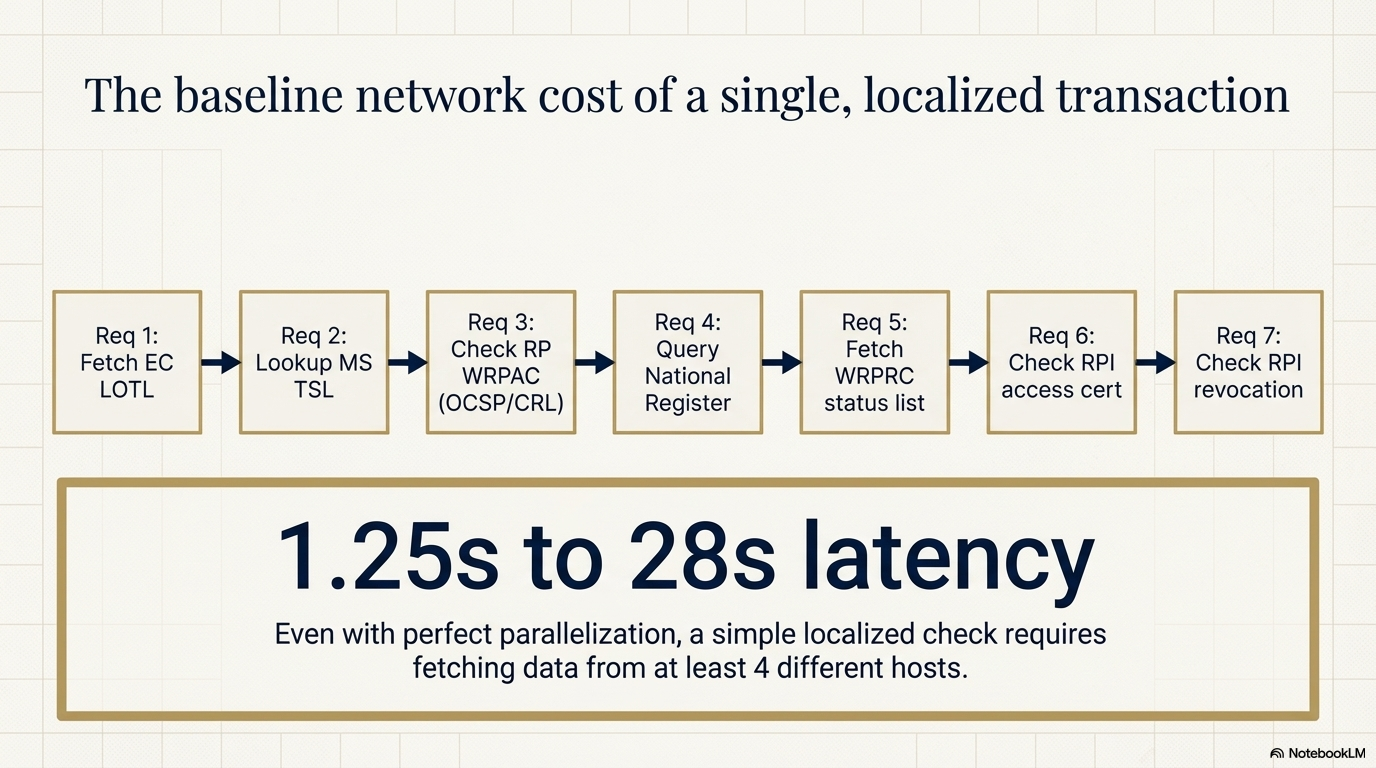 The baseline network cost of a single, localized transaction
Req 1:
Fetch EC
LOTL
Req 2:
Lookup MS
TSL
Req 3:
Check RP
WRPAC
(OCSP/CRL)
Req 4:
Query
National
Register
Req 5:
Fetch
WRPRC
status list
Req 6:
Check RPI
access cert
Req 7:
Check RPI
revocation
1.25s to 28s latency
Even with perfect parallelization, a simple localized check requires
fetching data from at least 4 different hosts.
NotebookLM